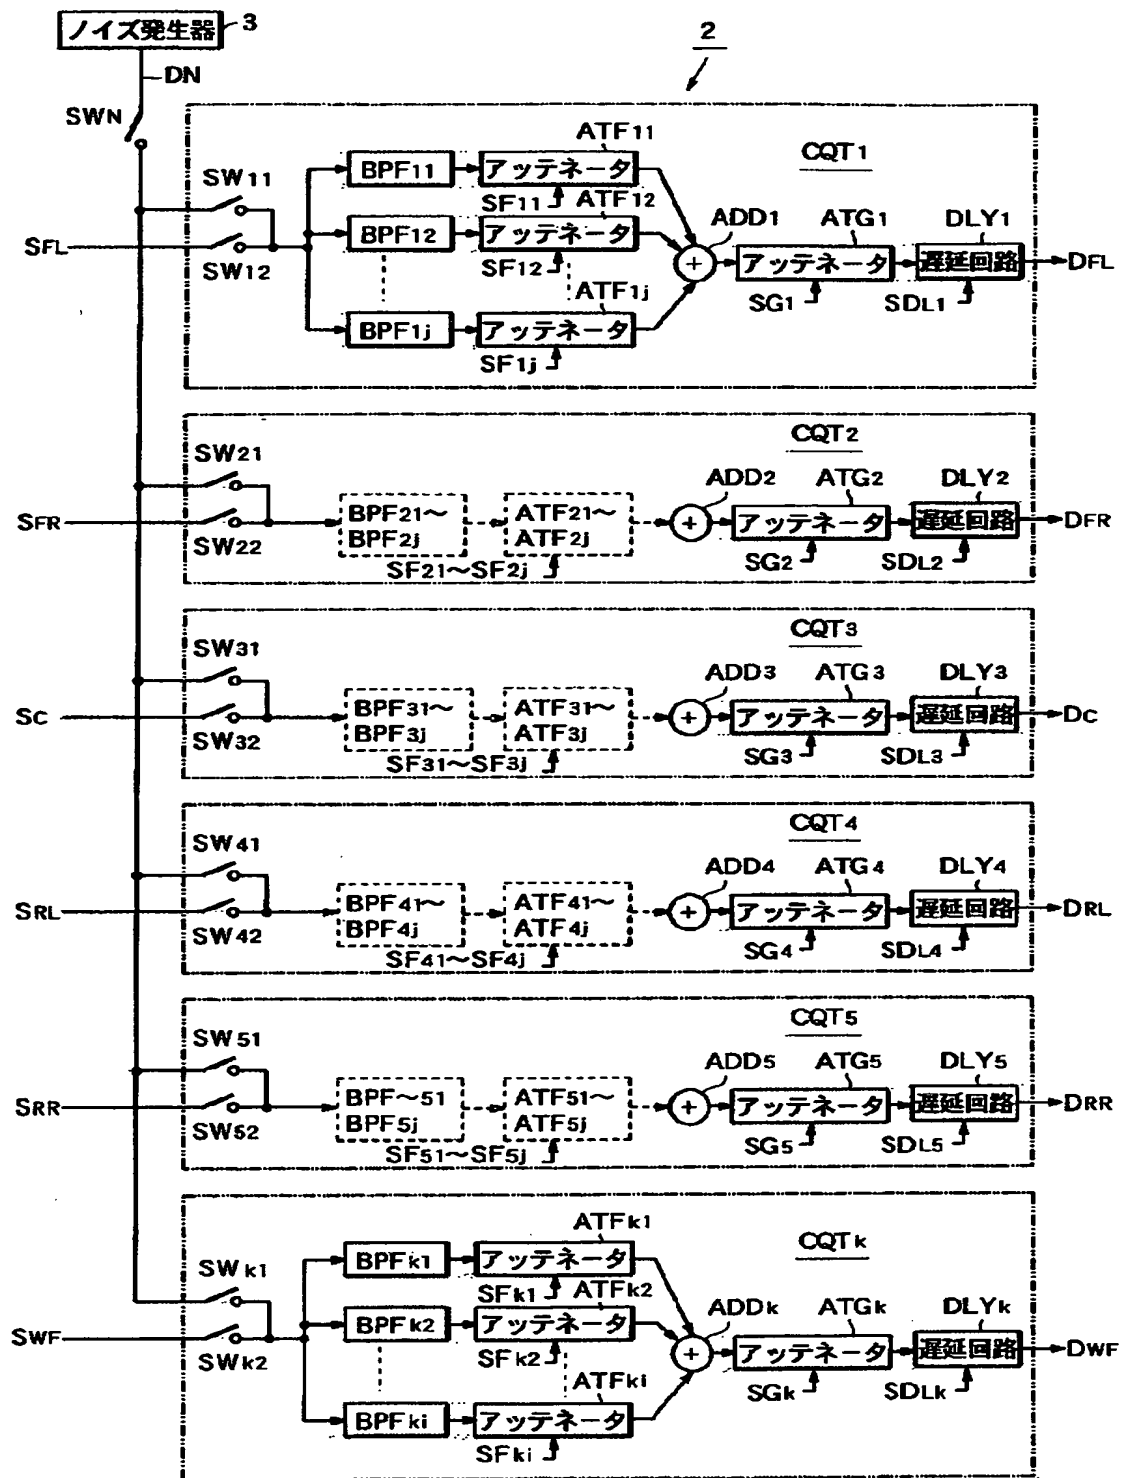 ノイズ発生器 3
2
DN
SWN
ATF11
CQT1
SW11
BPF11 アッテネータ
SF11 ATF12
ADD1 ATG1 DLY1
SFL
BPF12 アッテネータ
SW12
SF12
アッテネータ 遅延回路 DFL
ATF1j
SG1 SDL1
BPF1j アッテネータ
SF1j
CQT2
SW21
ADD2 ATG2 DLY2
SFR
BPF21～
BPF2j
ATF21～
ATF2j
アッテネータ 遅延回路 DFR
SW22
SF21～SF2j
SG2 SDL2
CQT3
SW31
ADD3 ATG3 DLY3
SC
BPF31～
BPF3j
ATF31～
ATF3j
アッテネータ 遅延回路 DC
SW32
SF31～SF3j
SG3 SDL3
CQT4
SW41
ADD4 ATG4 DLY4
SRL
BPF41～
BPF4j
ATF41～
ATF4j
アッテネータ 遅延回路 DRL
SW42
SF41～SF4j
SG4 SDL4
CQT5
SW51
ADD5 ATG5 DLY5
SRR
BPF～51
BPF5j
ATF51～
ATF5j
アッテネータ 遅延回路 DRR
SW52
SF51～SF5j
SG5 SDL5
ATFk1
CQTk
SWk1
BPFk1 アッテネータ
SFk1 ATFk2
ADDk ATGk DLYk
SWF
BPFk2 アッテネータ
SWk2
SFk2
アッテネータ 遅延回路 DWF
ATFki
SGk SDLk
BPFki アッテネータ
SFki